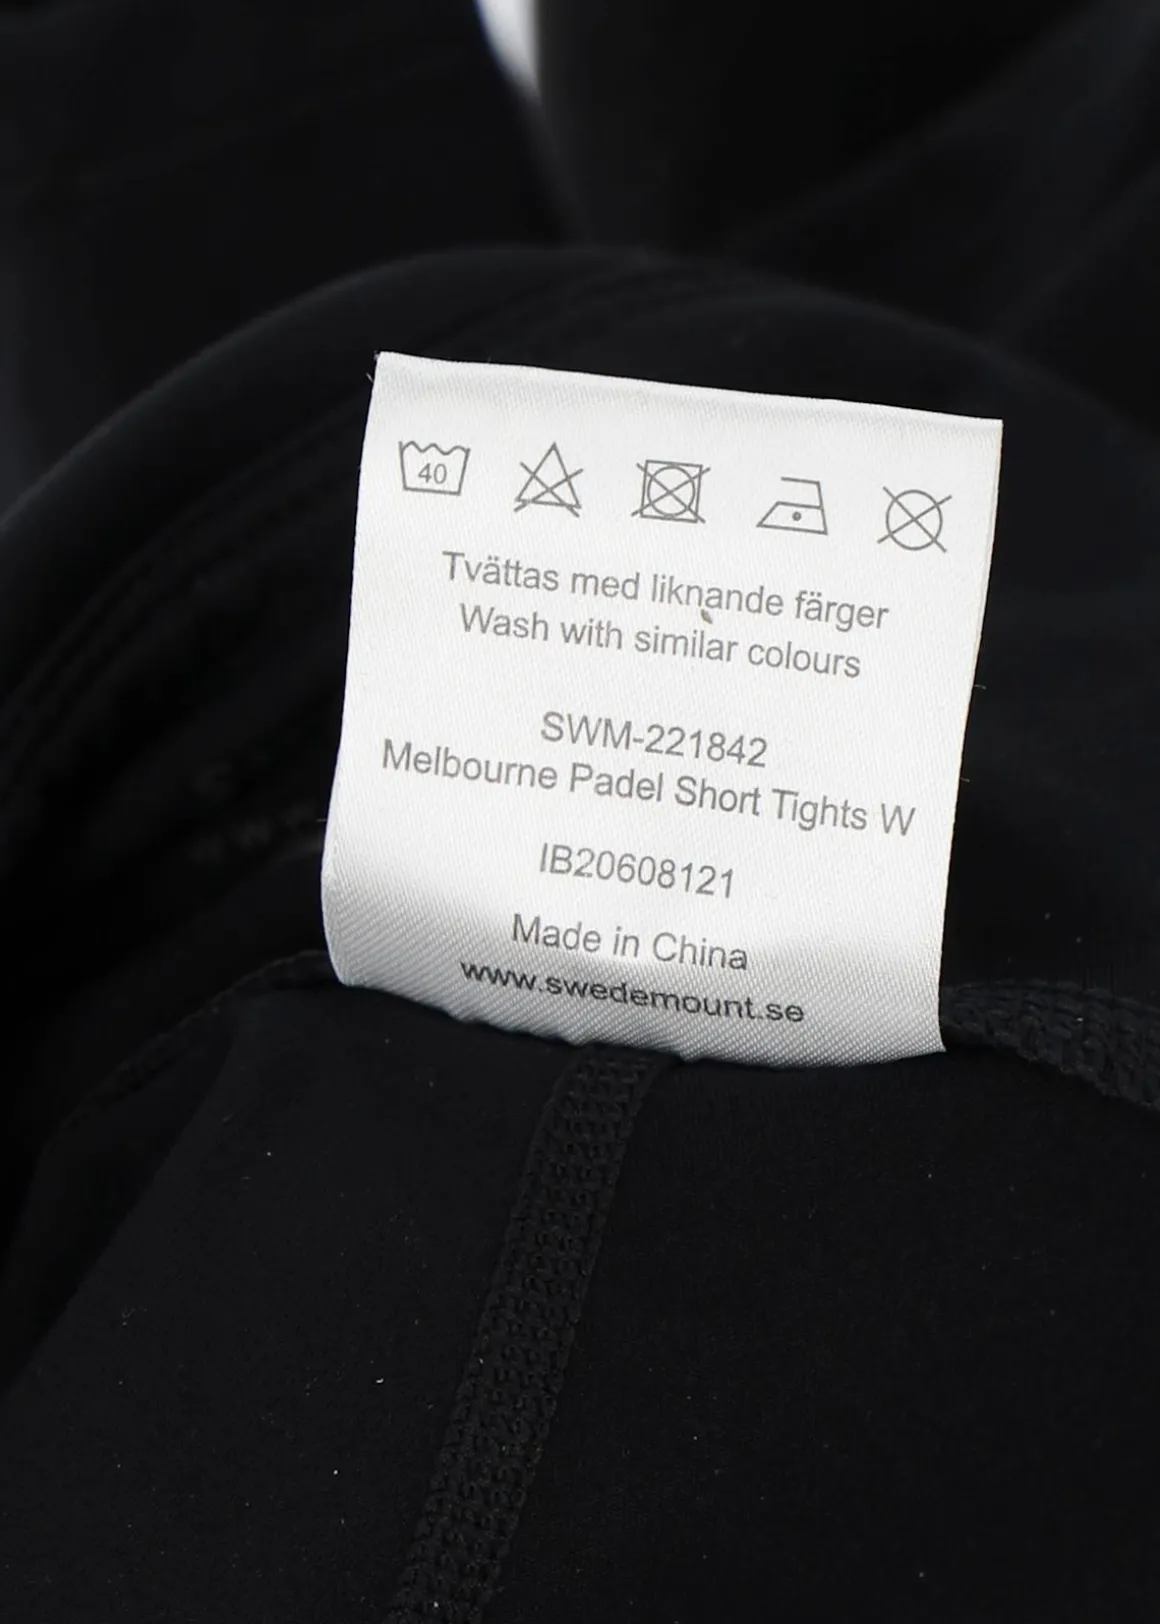 40
Tvättas med liknande färger
Wash with similar colours
SWM-221842
Melbourne Padel Short Tights W
IB20608121
Made in China
www.swedemount.se